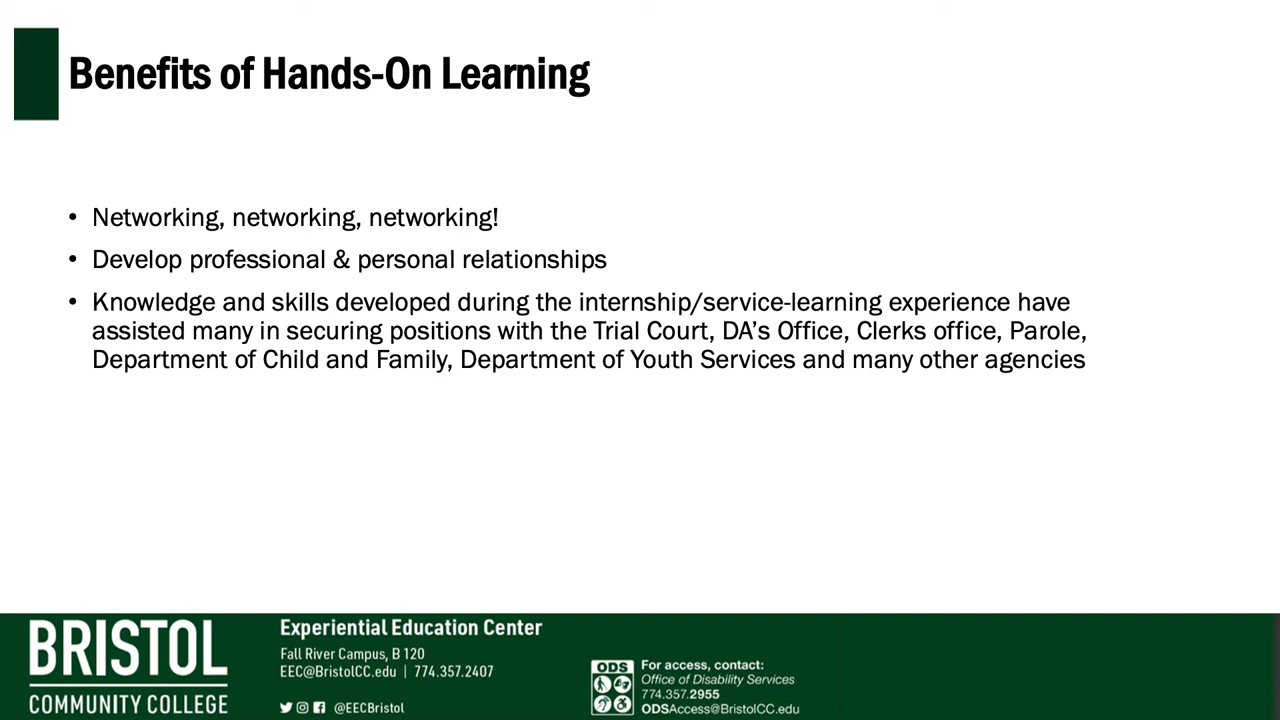 Benefits of Hands-On Learning
• Networking, networking, networking!
• Develop professional & personal relationships
• Knowledge and skills developed during the internship/service-learning experience have
assisted many in securing positions with the Trial Court, DA’s Office, Clerks office, Parole,
Department of Child and Family, Department of Youth Services and many other agencies
BRISTOL
COMMUNITY COLLEGE
Experiential Education Center
Fall River Campus, B 120
EEC@BristolCC.edu | 774.357.2407
@EECBristol
ODS
For access, contact:
Office of Disability Services
774.357.2955
ODSAccess@BristolCC.edu